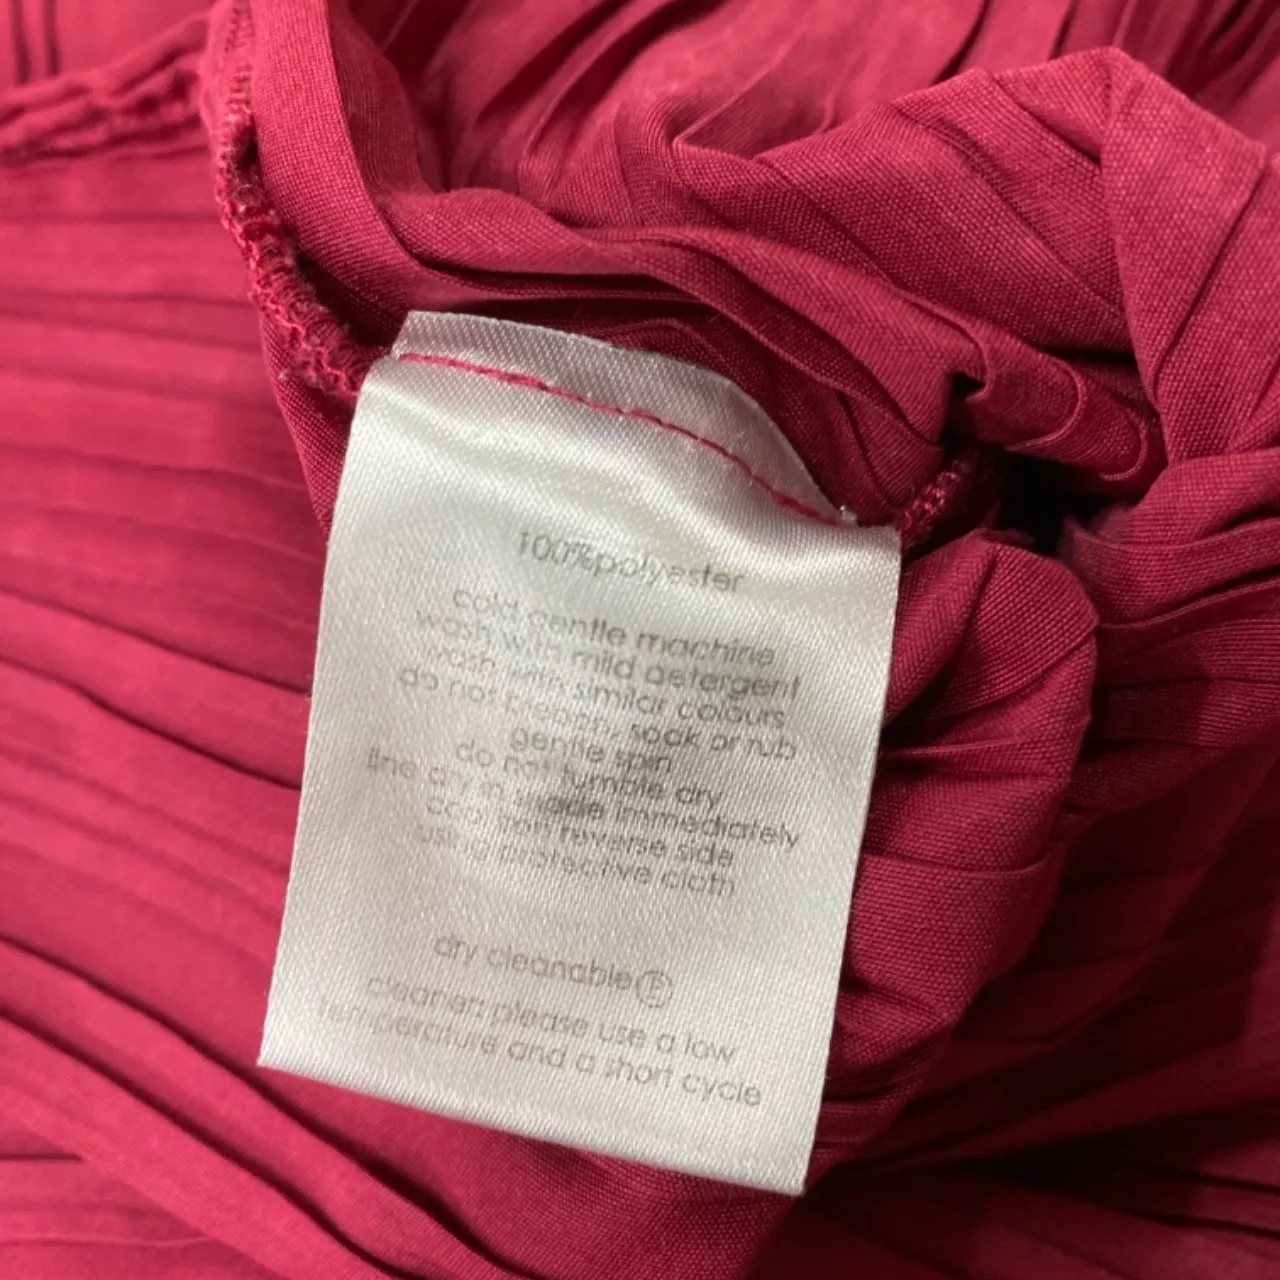 100%polyester
cold gentle machine
wash with mild detergent
wash with similar colours
do not bleach, soak or rub
gentle spin
do not tumble dry
line dry in shade immediately
cool iron reverse side
using protective cloth
dry cleanable Ⓟ
cleaner: please use a low
temperature and a short cycle